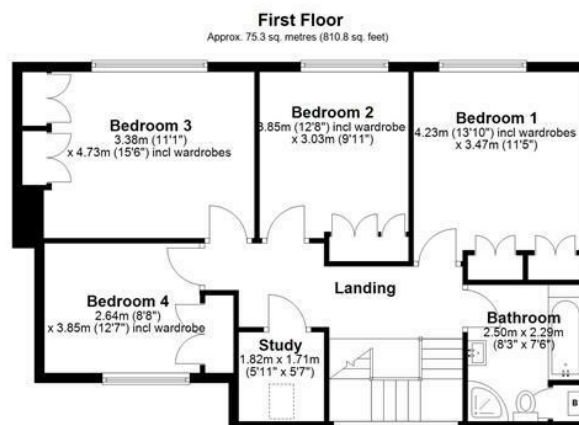 First Floor
Approx. 75.3 sq. metres (810.8 sq. feet)
Bedroom 3
3.38m (11'1")
x 4.73m (15'6") incl wardrobes
Bedroom 2
3.85m (12'8") incl wardrobe
x 3.03m (9'11")
Bedroom 1
4.23m (13'10") incl wardrobes
x 3.47m (11'5")
Bedroom 4
2.64m (8'8")
x 3.85m (12'7") incl wardrobe
Landing
Study
1.82m x 1.71m
(5'11" x 5'7")
Bathroom
2.50m x 2.29m
(8'3" x 7'6")
B